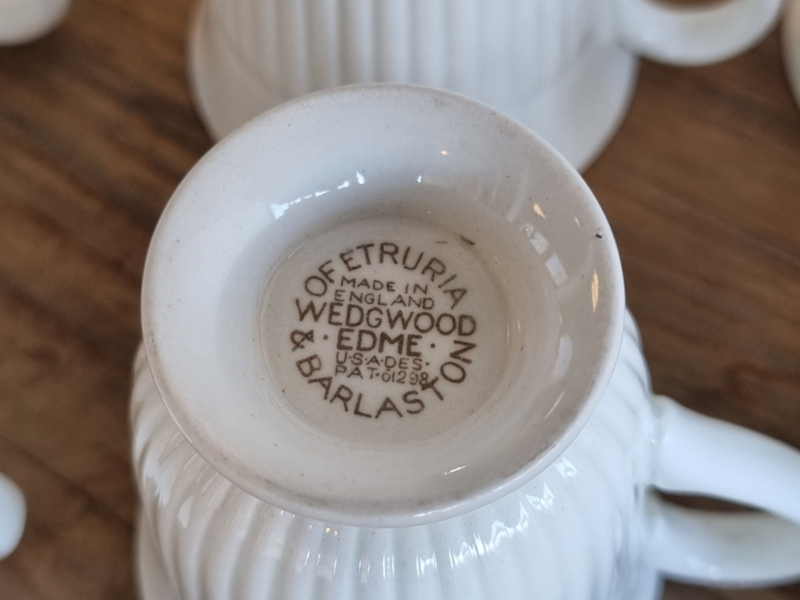 OF ETRURIA
MADE IN
ENGLAND
WEDGWOOD
·EDME·
U·S·A·DES·
PAT·61298
& BARLASTON